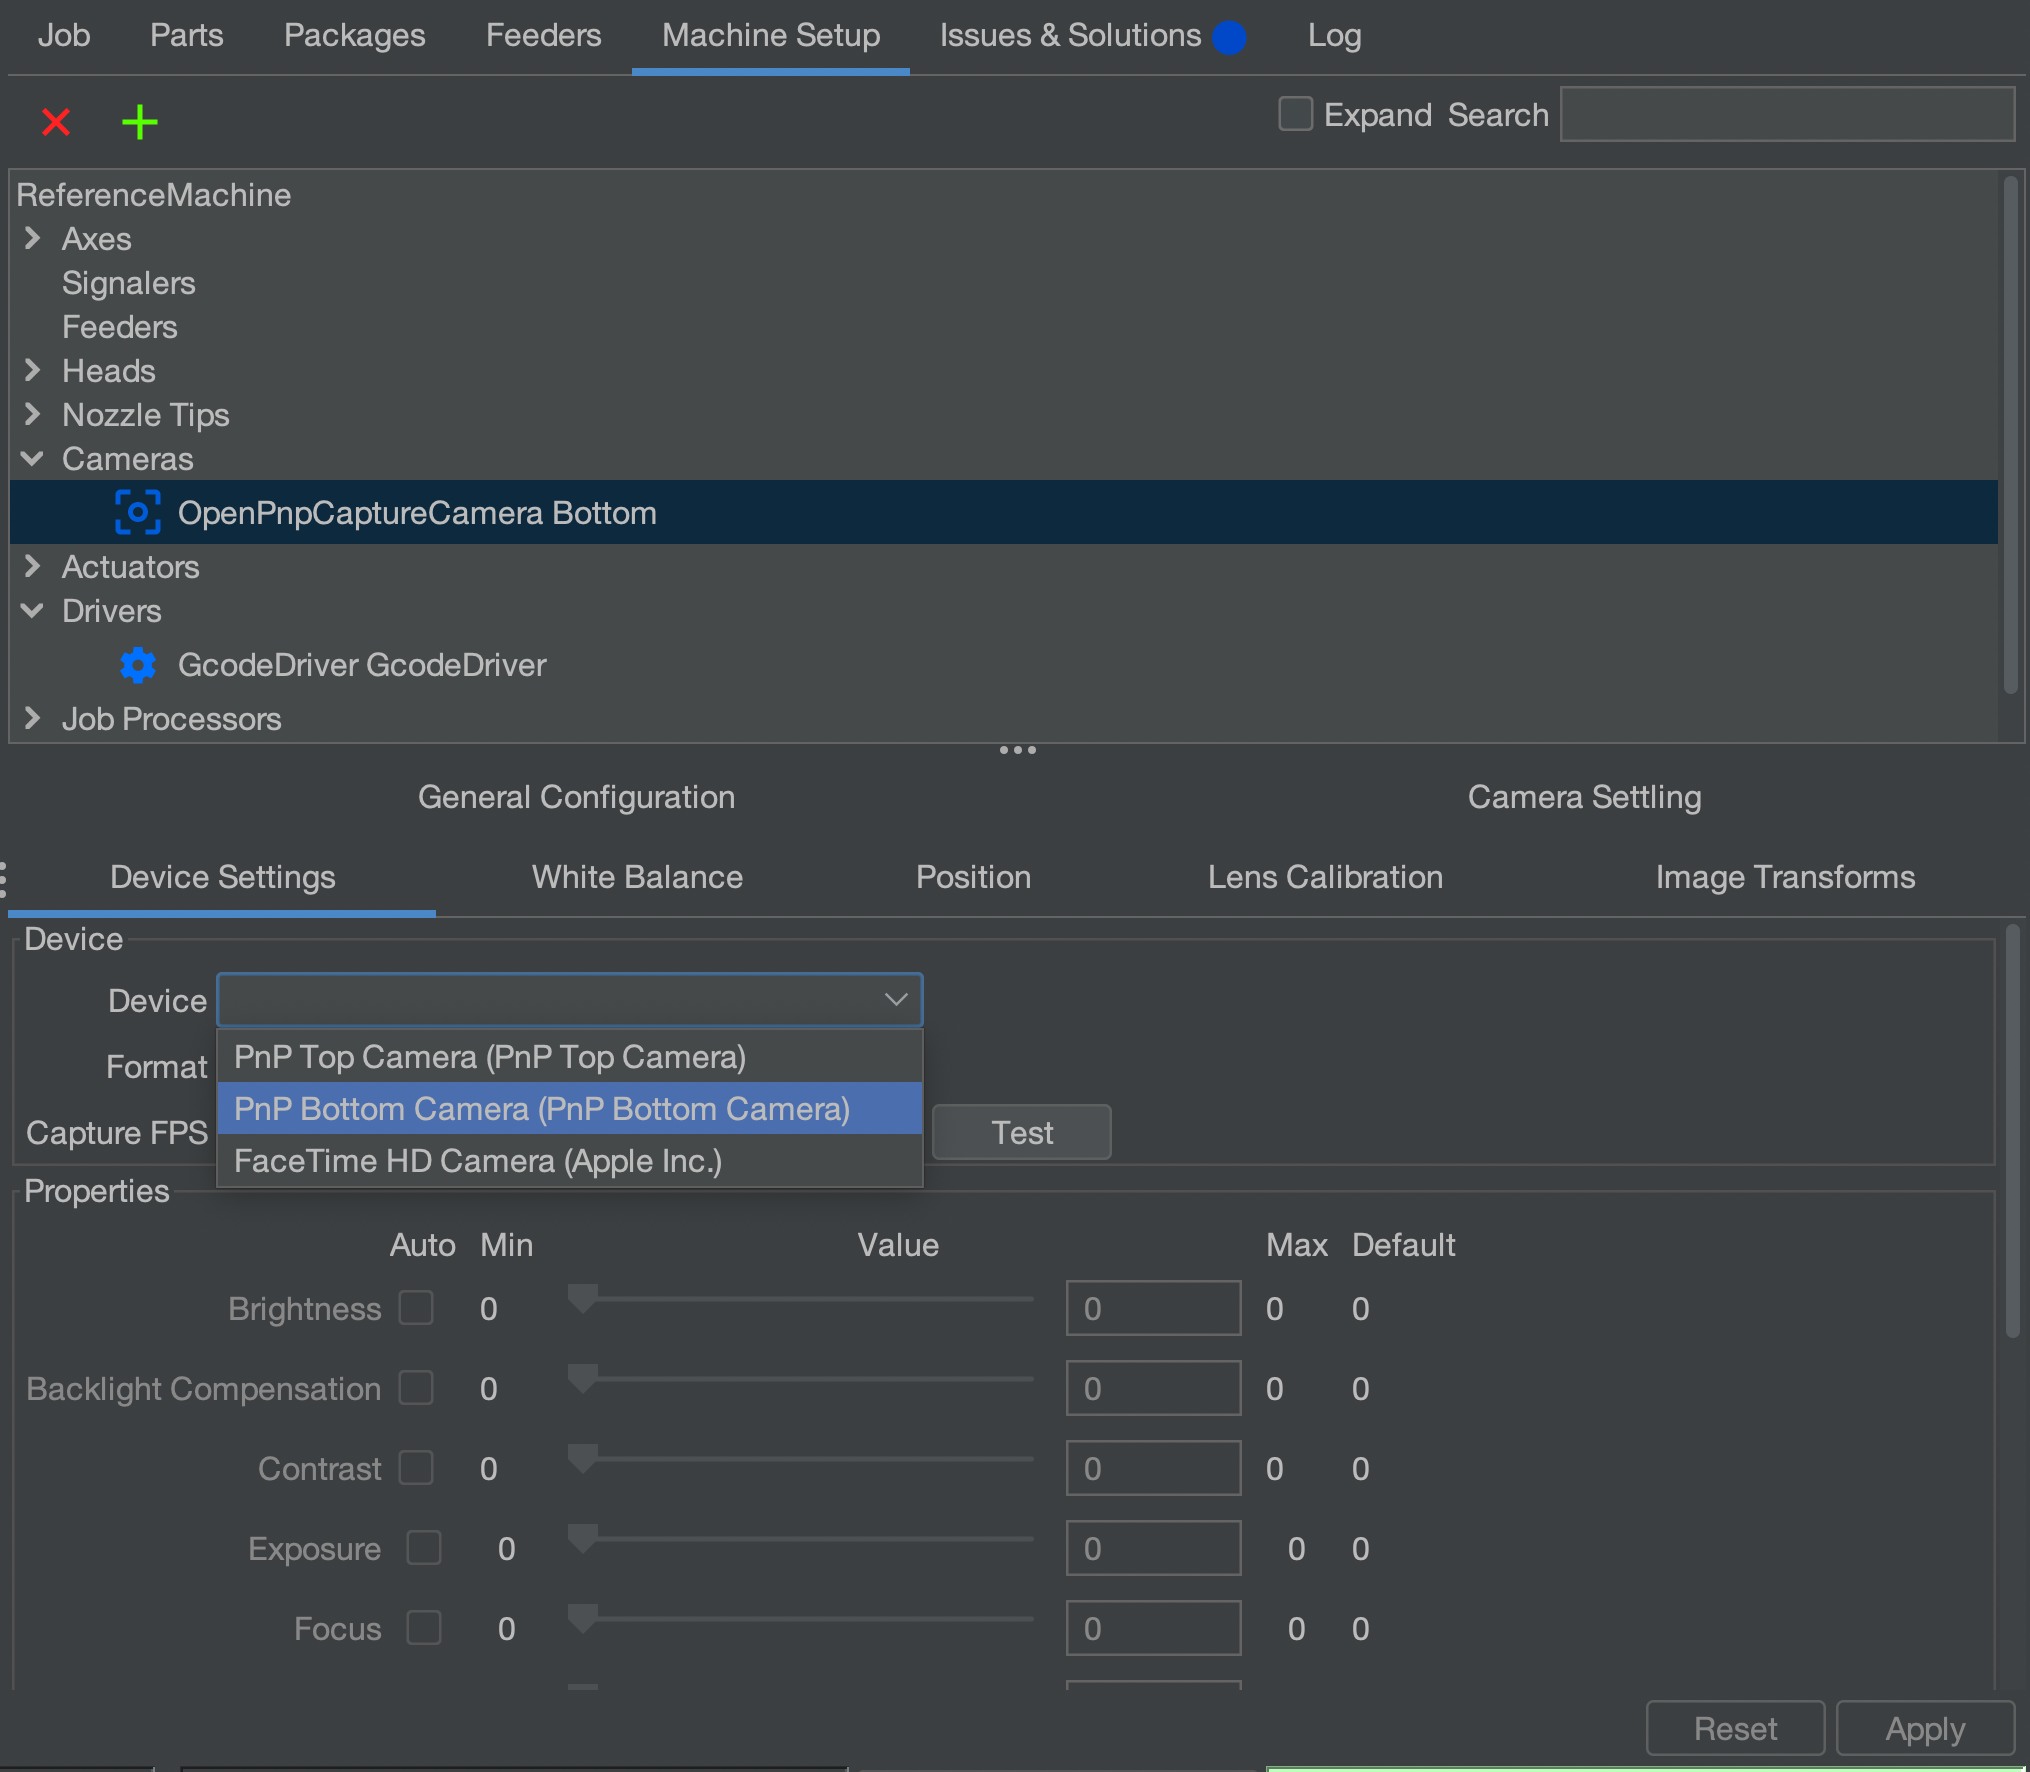 Job Parts Packages Feeders Machine Setup Issues & Solutions Log
Expand Search
ReferenceMachine
Axes
Signalers
Feeders
Heads
Nozzle Tips
Cameras
OpenPnpCaptureCamera Bottom
Actuators
Drivers
GcodeDriver GcodeDriver
Job Processors
General Configuration Camera Settling
Device Settings White Balance Position Lens Calibration Image Transforms
Device
Device
PnP Top Camera (PnP Top Camera)
Format
PnP Bottom Camera (PnP Bottom Camera)
Capture FPS Test
FaceTime HD Camera (Apple Inc.)
Properties
Auto Min Value Max Default
Brightness 0 0 0 0
Backlight Compensation 0 0 0 0
Contrast 0 0 0 0
Exposure 0 0 0 0
Focus 0 0 0 0
Reset Apply